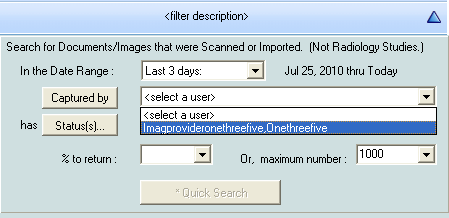 <filter description>
Search for Documents/Images that were Scanned or Imported. (Not Radiology Studies.)
In the Date Range : Last 3 days: Jul 25, 2010 thru Today
Captured by <select a user>
<select a user>
has Status(s)... Imagprovideronethreefive,Onethreefive
% to return : Or, maximum number : 1000
* Quick Search